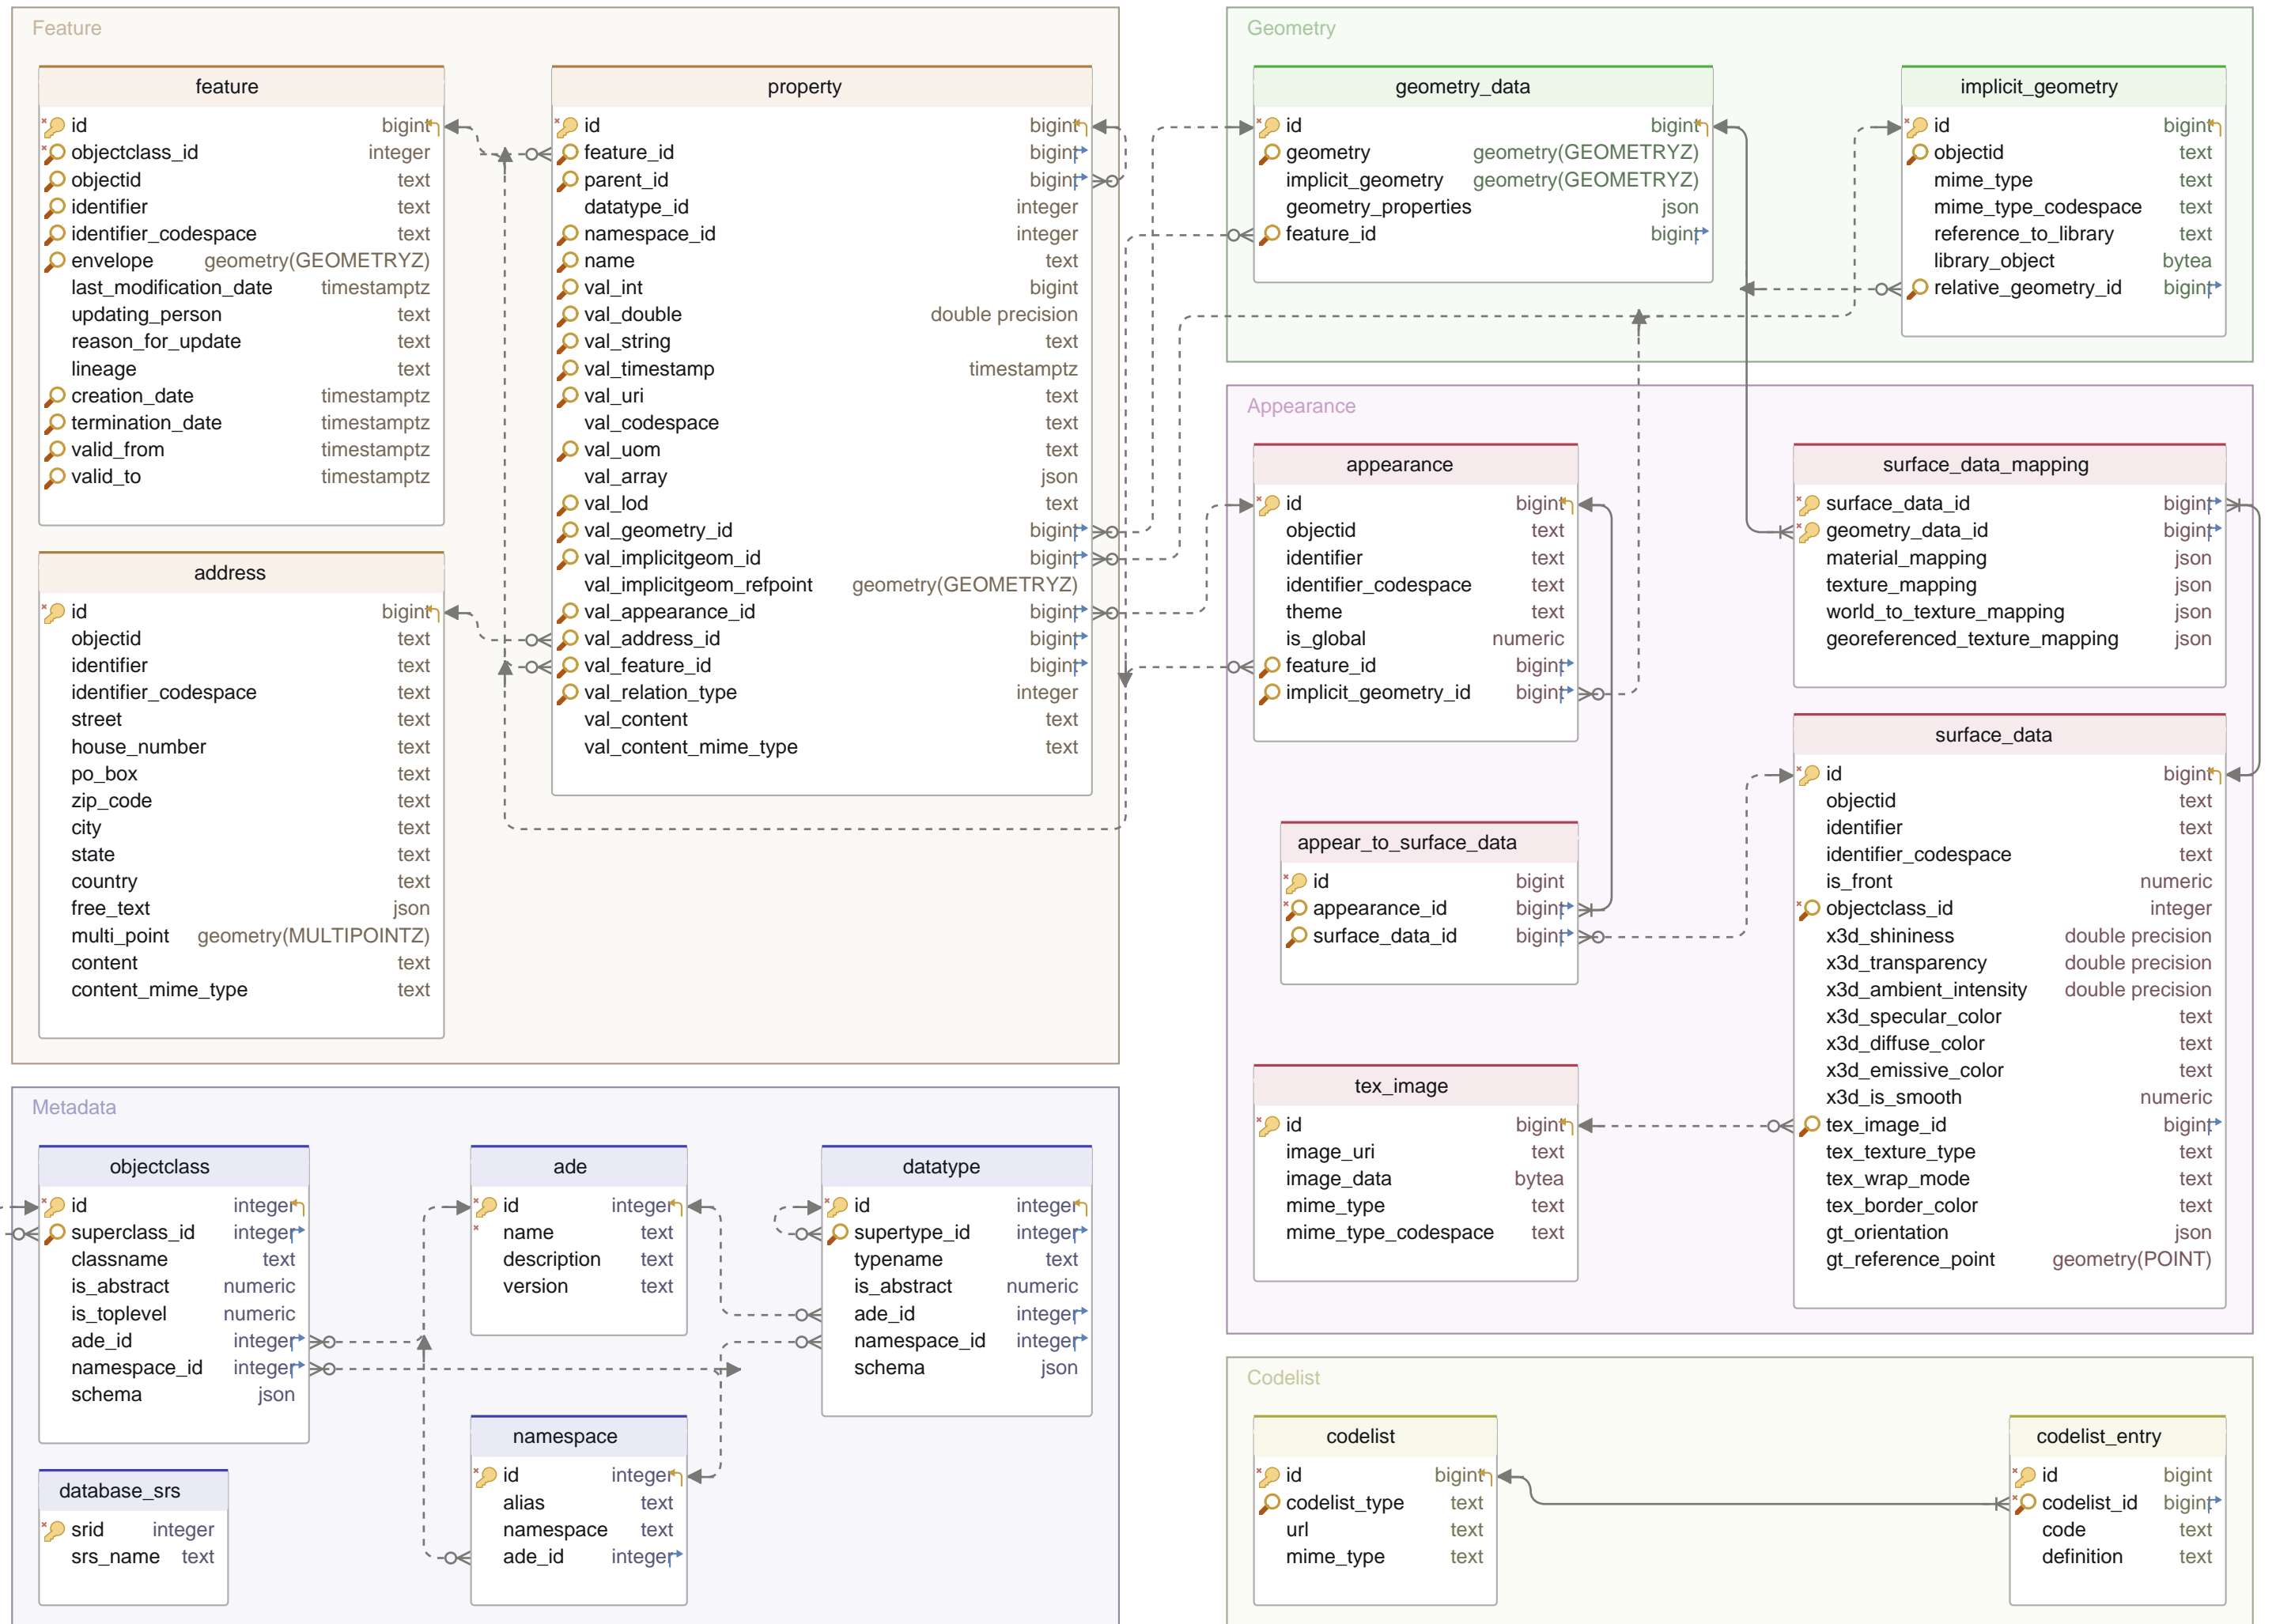 Feature
feature
id bigint
objectclass_id integer
objectid text
identifier text
identifier_codespace text
envelope geometry(GEOMETRYZ)
last_modification_date timestamptz
updating_person text
reason_for_update text
lineage text
creation_date timestamptz
termination_date timestamptz
valid_from timestamptz
valid_to timestamptz
address
id bigint
objectid text
identifier text
identifier_codespace text
street text
house_number text
po_box text
zip_code text
city text
state text
country text
free_text json
multi_point geometry(MULTIPOINTZ)
content text
content_mime_type text
property
id bigint
feature_id bigint
parent_id bigint
datatype_id integer
namespace_id integer
name text
val_int bigint
val_double double precision
val_string text
val_timestamp timestamptz
val_uri text
val_codespace text
val_uom text
val_array json
val_lod text
val_geometry_id bigint
val_implicitgeom_id bigint
val_implicitgeom_refpoint geometry(GEOMETRYZ)
val_appearance_id bigint
val_address_id bigint
val_feature_id bigint
val_relation_type integer
val_content text
val_content_mime_type text
Geometry
geometry_data
id bigint
geometry geometry(GEOMETRYZ)
implicit_geometry geometry(GEOMETRYZ)
geometry_properties json
feature_id bigint
implicit_geometry
id bigint
objectid text
mime_type text
mime_type_codespace text
reference_to_library text
library_object bytea
relative_geometry_id bigint
Appearance
appearance
id bigint
objectid text
identifier text
identifier_codespace text
theme text
is_global numeric
feature_id bigint
implicit_geometry_id bigint
surface_data_mapping
surface_data_id bigint
geometry_data_id bigint
material_mapping json
texture_mapping json
world_to_texture_mapping json
georeferenced_texture_mapping json
appear_to_surface_data
id bigint
appearance_id bigint
surface_data_id bigint
surface_data
id bigint
objectid text
identifier text
identifier_codespace text
is_front numeric
objectclass_id integer
x3d_shininess double precision
x3d_transparency double precision
x3d_ambient_intensity double precision
x3d_specular_color text
x3d_diffuse_color text
x3d_emissive_color text
x3d_is_smooth numeric
tex_image_id bigint
tex_texture_type text
tex_wrap_mode text
tex_border_color text
gt_orientation json
gt_reference_point geometry(POINT)
tex_image
id bigint
image_uri text
image_data bytea
mime_type text
mime_type_codespace text
Metadata
objectclass
id integer
superclass_id integer
classname text
is_abstract numeric
is_toplevel numeric
ade_id integer
namespace_id integer
schema json
ade
id integer
name text
description text
version text
datatype
id integer
supertype_id integer
typename text
is_abstract numeric
ade_id integer
namespace_id integer
schema json
database_srs
srid integer
srs_name text
namespace
id integer
alias text
namespace text
ade_id integer
Codelist
codelist
id bigint
codelist_type text
url text
mime_type text
codelist_entry
id bigint
codelist_id bigint
code text
definition text